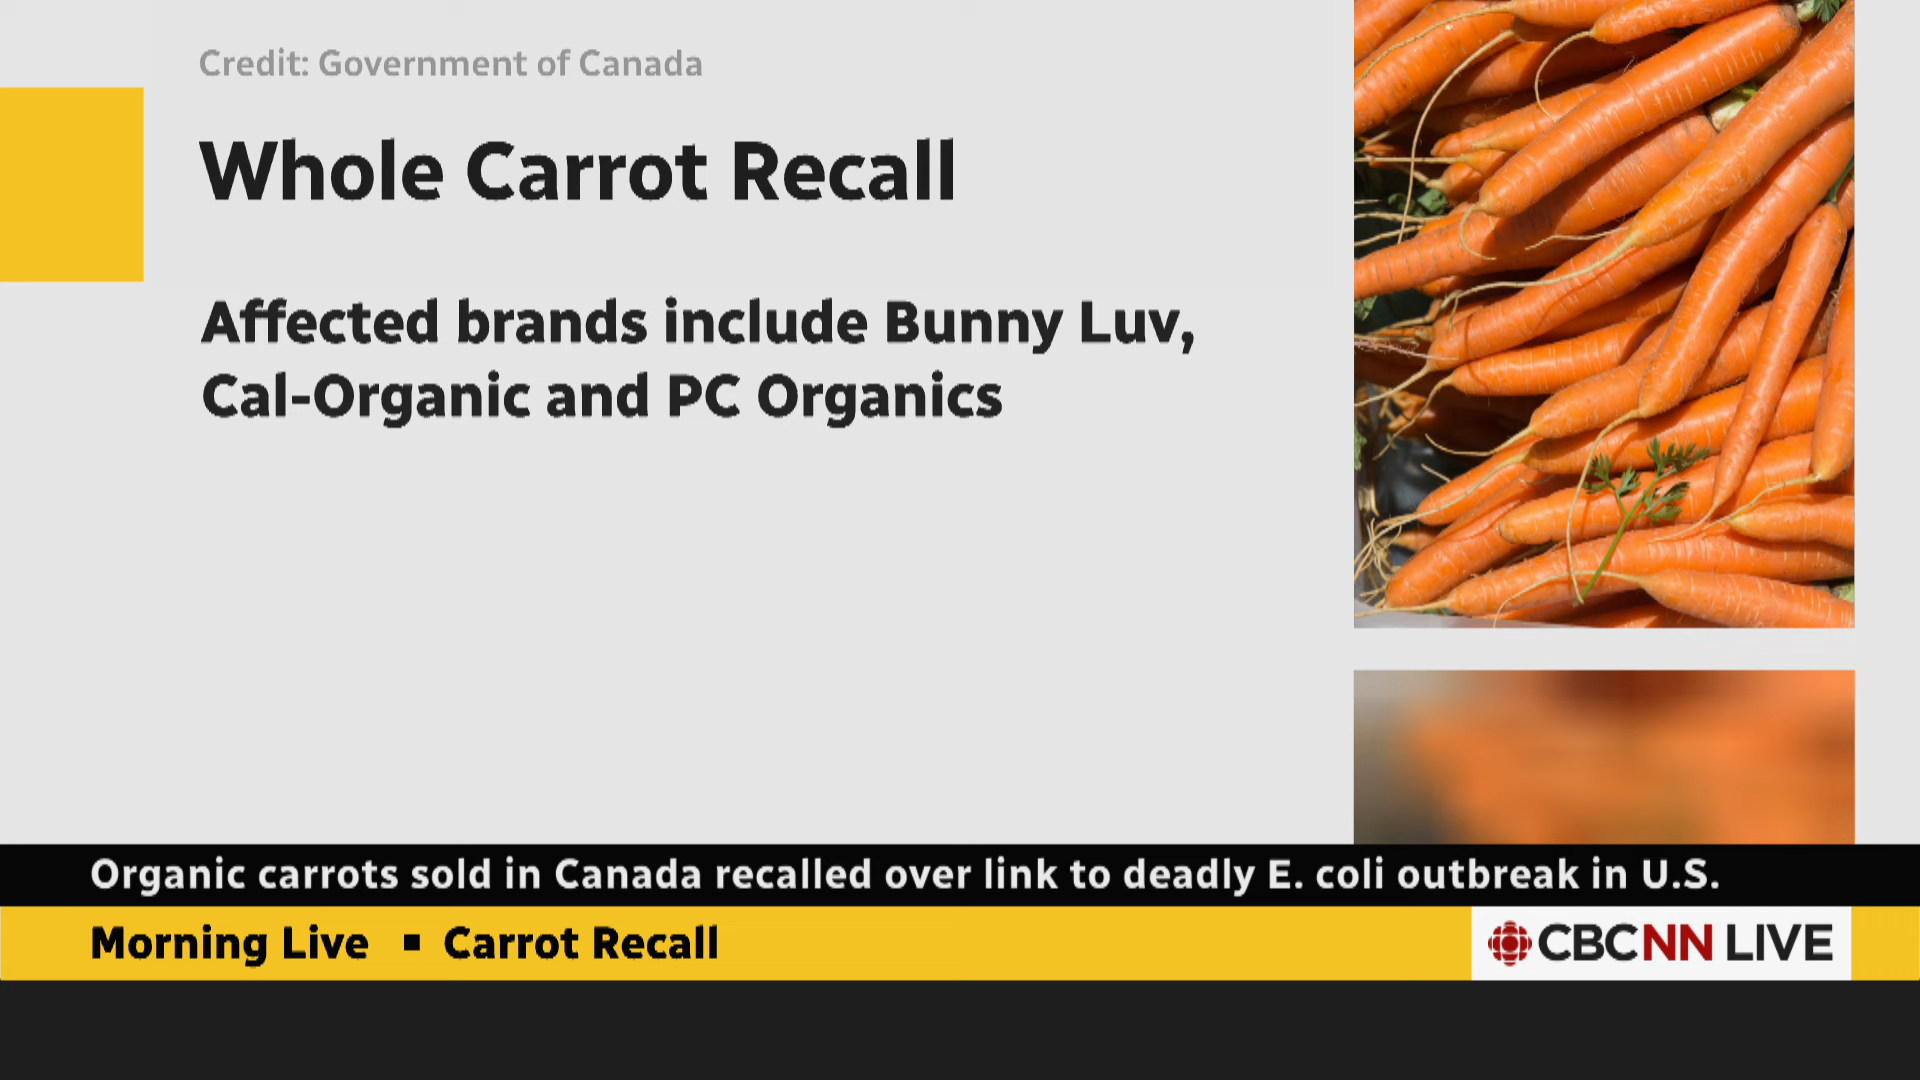 Credit: Government of Canada
Whole Carrot Recall
Affected brands include Bunny Luv,
Cal-Organic and PC Organics
Organic carrots sold in Canada recalled over link to deadly E. coli outbreak in U.S.
Morning Live ▪ Carrot Recall
CBCNN LIVE